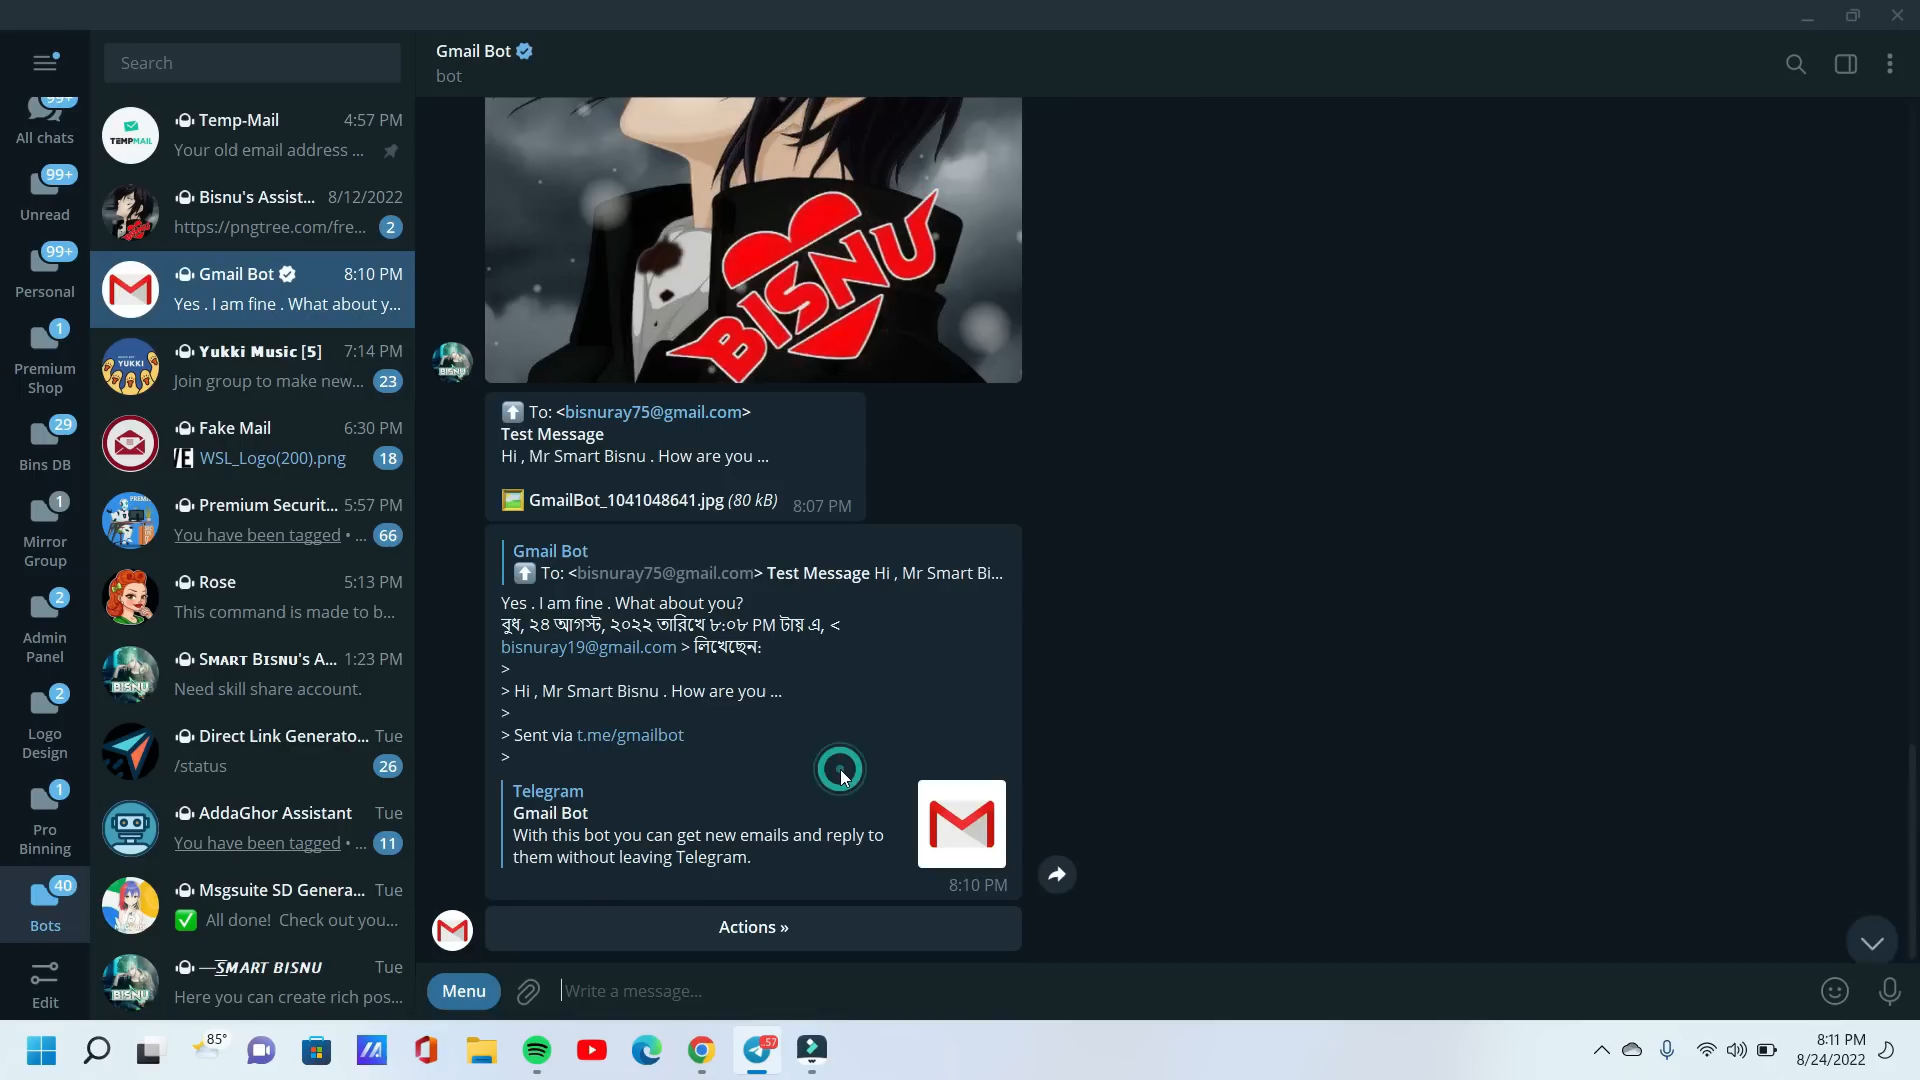 Search
Gmail Bot
bot
99+
All chats
99+
Unread
99+
Personal
1
Premium
Shop
29
Bins DB
1
Mirror
Group
2
Admin
Panel
2
Logo
Design
1
Pro
Binning
40
Bots
Edit
TEMPMAIL
Temp-Mail 4:57 PM
Your old email address ...
Bisnu's Assist... 8/12/2022
https://pngtree.com/fre... 2
Gmail Bot 8:10 PM
Yes . I am fine . What about y...
YUKKI
Yukki Music [5] 7:14 PM
Join group to make new... 23
Fake Mail 6:30 PM
WSL_Logo(200).png 18
Premium Securit... 5:57 PM
You have been tagged • ... 66
Rose 5:13 PM
This command is made to b...
BISNU
Smart Bisnu's A... 1:23 PM
Need skill share account.
Direct Link Generato... Tue
/status 26
AddaGhor Assistant Tue
You have been tagged • ... 11
Msgsuite SD Genera... Tue
All done! Check out you...
BISNU
—SMART BISNU Tue
Here you can create rich pos...
BISNU
BISNU
To: <bisnuray75@gmail.com>
Test Message
Hi , Mr Smart Bisnu . How are you ...
GmailBot_1041048641.jpg (80 kB) 8:07 PM
Gmail Bot
To: <bisnuray75@gmail.com> Test Message Hi , Mr Smart Bi...
Yes . I am fine . What about you?
বুধ, ২৪ আগস্ট, ২০২২ তারিখে ৮:০৮ PM টায় এ, <
bisnuray19@gmail.com > লিখেছেন:
>
> Hi , Mr Smart Bisnu . How are you ...
>
> Sent via t.me/gmailbot
>
Telegram
Gmail Bot
With this bot you can get new emails and reply to
them without leaving Telegram.
8:10 PM
Actions »
Menu
Write a message...
85°
57
8:11 PM
8/24/2022